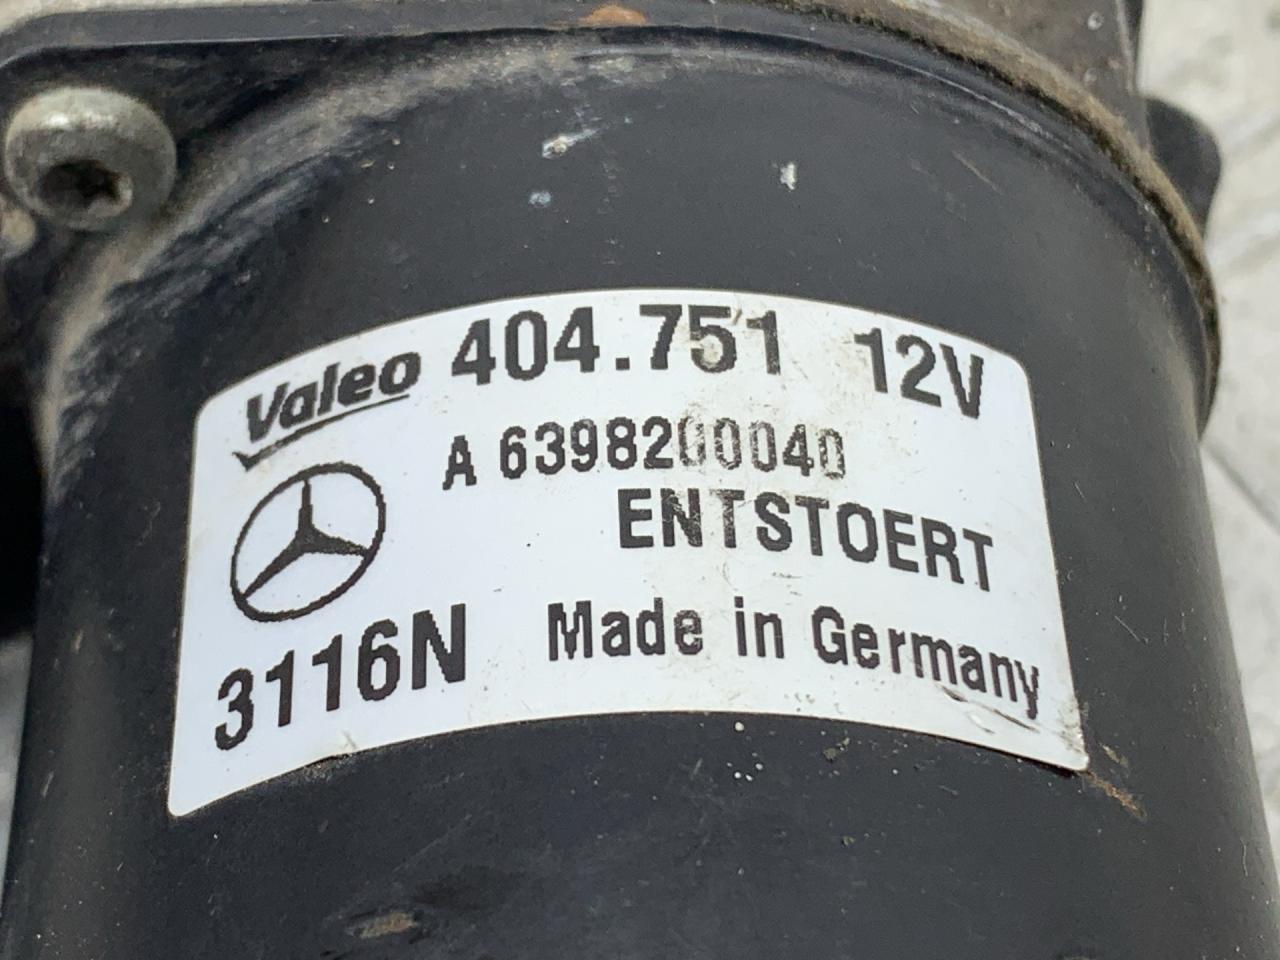 Valeo 404.751 12V
A 6398200040
ENTSTOERT
3116N Made in Germany